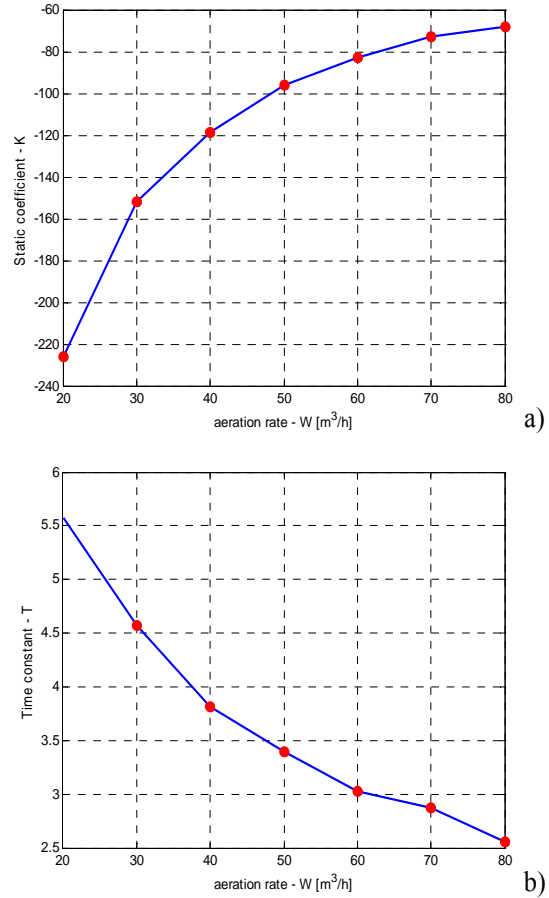 -60
-80
-100
-120
-140
-160
-180
-200
-220
-240
Static coefficient - K
20 30 40 50 60 70 80
aeration rate - W [m³/h]
a)
6
5.5
5
4.5
4
3.5
3
2.5
Time constant - T
20 30 40 50 60 70 80
aeration rate - W [m³/h]
b)